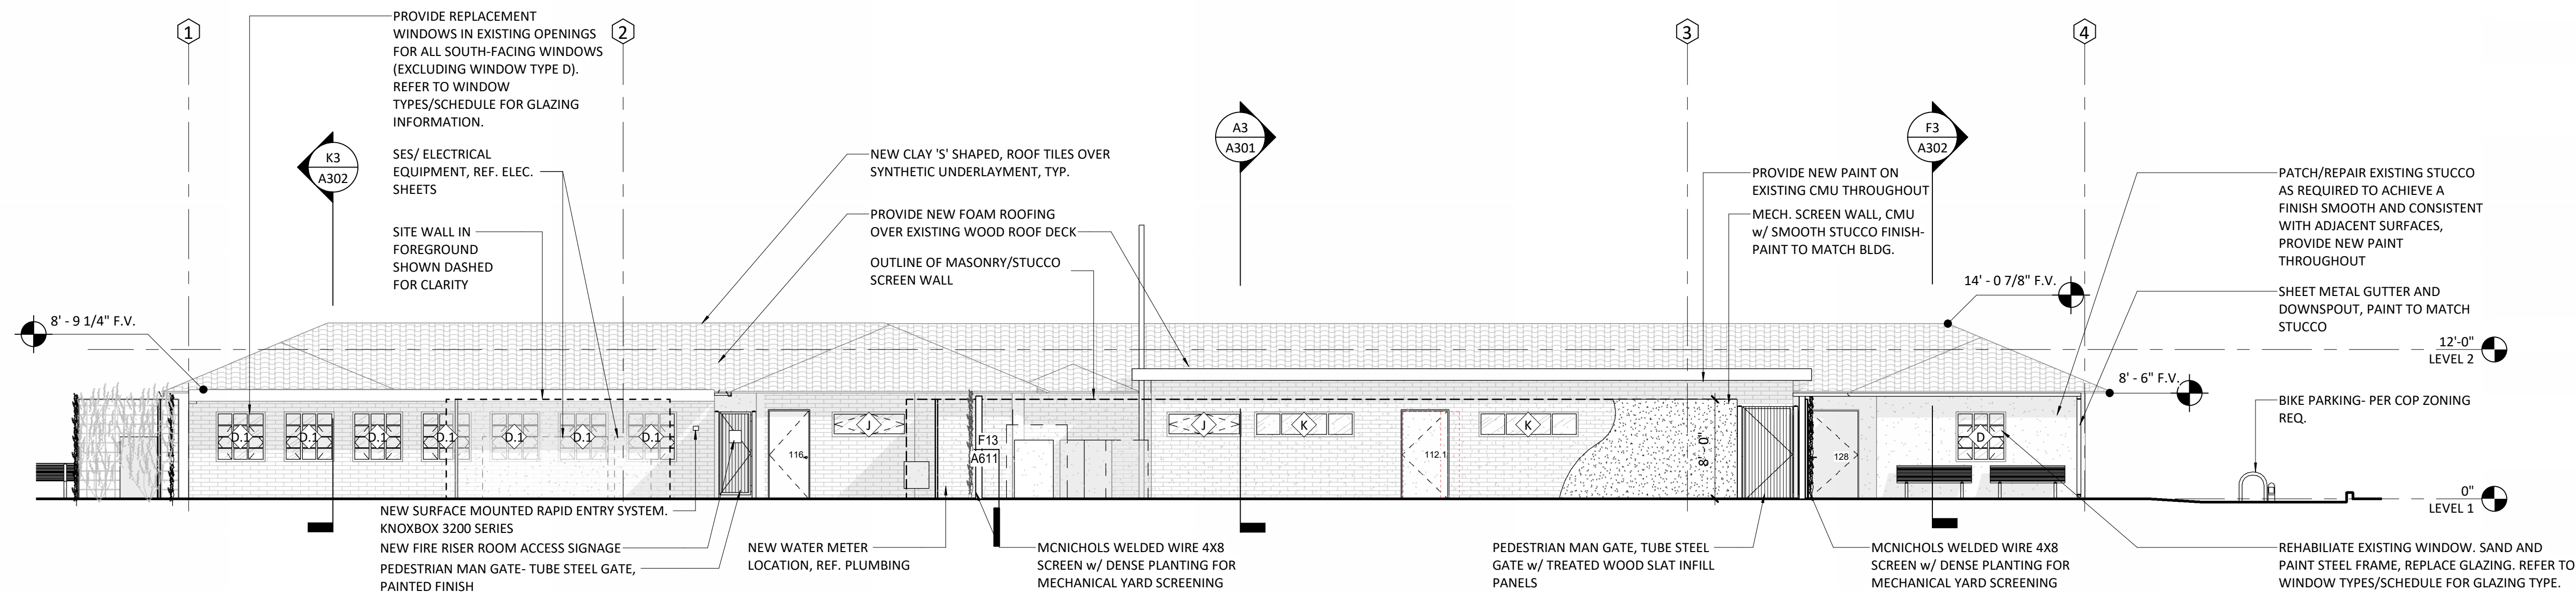 1
2
3
4
PROVIDE REPLACEMENT
WINDOWS IN EXISTING OPENINGS
FOR ALL SOUTH-FACING WINDOWS
(EXCLUDING WINDOW TYPE D).
REFER TO WINDOW
TYPES/SCHEDULE FOR GLAZING
INFORMATION.
K3
A302
SES/ ELECTRICAL
EQUIPMENT, REF. ELEC.
SHEETS
SITE WALL IN
FOREGROUND
SHOWN DASHED
FOR CLARITY
NEW CLAY 'S' SHAPED, ROOF TILES OVER
SYNTHETIC UNDERLAYMENT, TYP.
PROVIDE NEW FOAM ROOFING
OVER EXISTING WOOD ROOF DECK
OUTLINE OF MASONRY/STUCCO
SCREEN WALL
A3
A301
PROVIDE NEW PAINT ON
EXISTING CMU THROUGHOUT
MECH. SCREEN WALL, CMU
w/ SMOOTH STUCCO FINISH-
PAINT TO MATCH BLDG.
F3
A302
PATCH/REPAIR EXISTING STUCCO
AS REQUIRED TO ACHIEVE A
FINISH SMOOTH AND CONSISTENT
WITH ADJACENT SURFACES,
PROVIDE NEW PAINT
THROUGHOUT
SHEET METAL GUTTER AND
DOWNSPOUT, PAINT TO MATCH
STUCCO
8' - 9 1/4" F.V.
14' - 0 7/8" F.V.
12'-0"
LEVEL 2
8' - 6" F.V.
BIKE PARKING- PER COP ZONING
REQ.
D.1
D.1
D.1
D.1
D.1
D.1
D.1
116
J
F13
A611
J
K
112.1
K
8' - 0"
128
D
0"
LEVEL 1
NEW SURFACE MOUNTED RAPID ENTRY SYSTEM.
KNOXBOX 3200 SERIES
NEW FIRE RISER ROOM ACCESS SIGNAGE
PEDESTRIAN MAN GATE- TUBE STEEL GATE,
PAINTED FINISH
NEW WATER METER
LOCATION, REF. PLUMBING
MCNICHOLS WELDED WIRE 4X8
SCREEN w/ DENSE PLANTING FOR
MECHANICAL YARD SCREENING
PEDESTRIAN MAN GATE, TUBE STEEL
GATE w/ TREATED WOOD SLAT INFILL
PANELS
MCNICHOLS WELDED WIRE 4X8
SCREEN w/ DENSE PLANTING FOR
MECHANICAL YARD SCREENING
REHABILIATE EXISTING WINDOW. SAND AND
PAINT STEEL FRAME, REPLACE GLAZING. REFER TO
WINDOW TYPES/SCHEDULE FOR GLAZING TYPE.